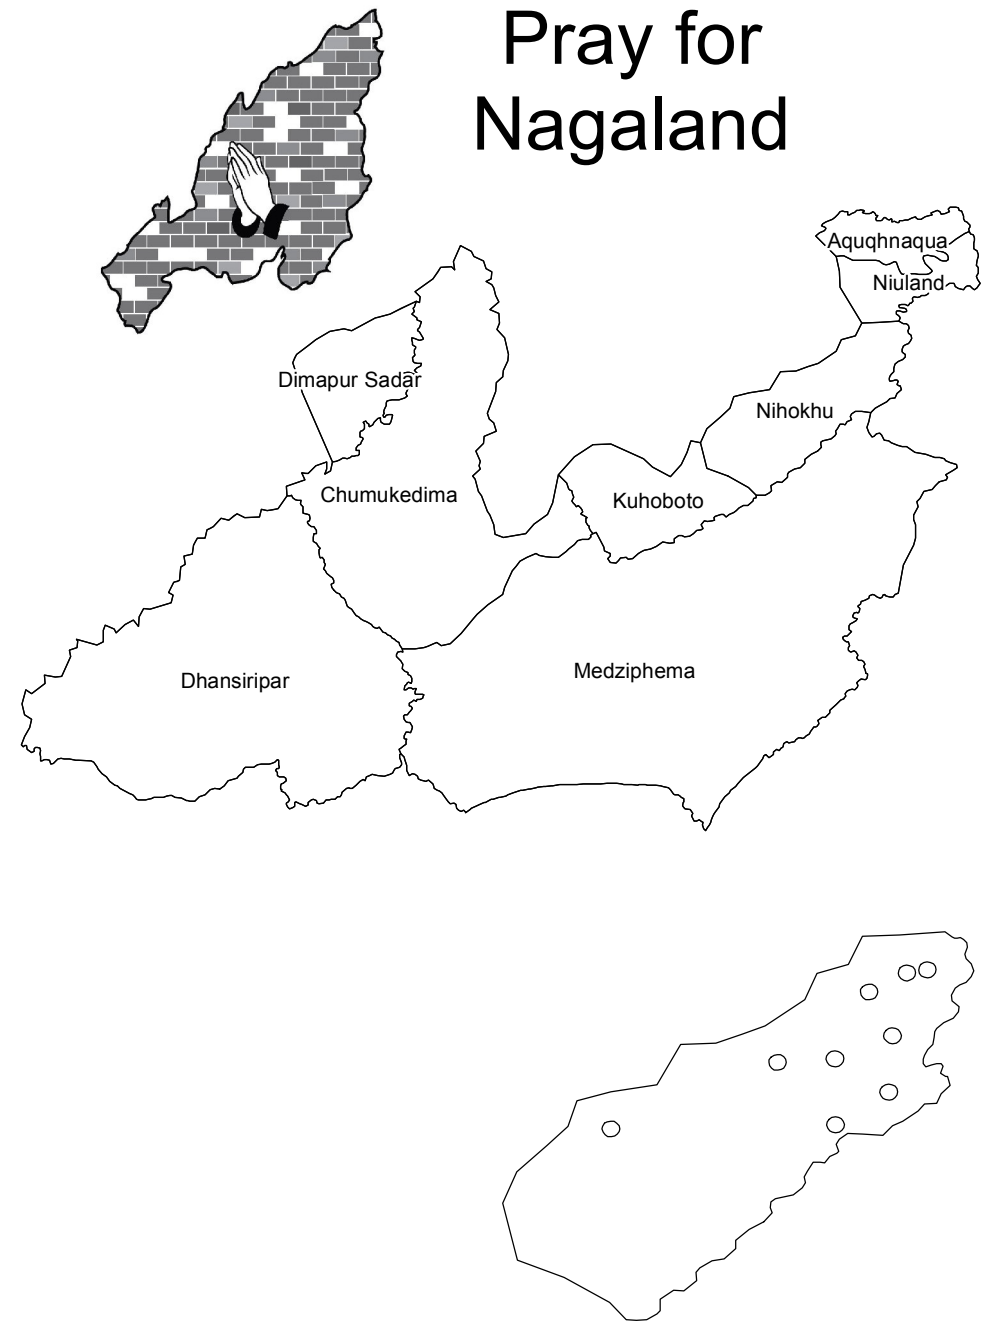 Pray for
Nagaland
Aquqhnaqua
Niuland
Dimapur Sadar
Nihokhu
Chumukedima
Kuhoboto
Medziphema
Dhansiripar